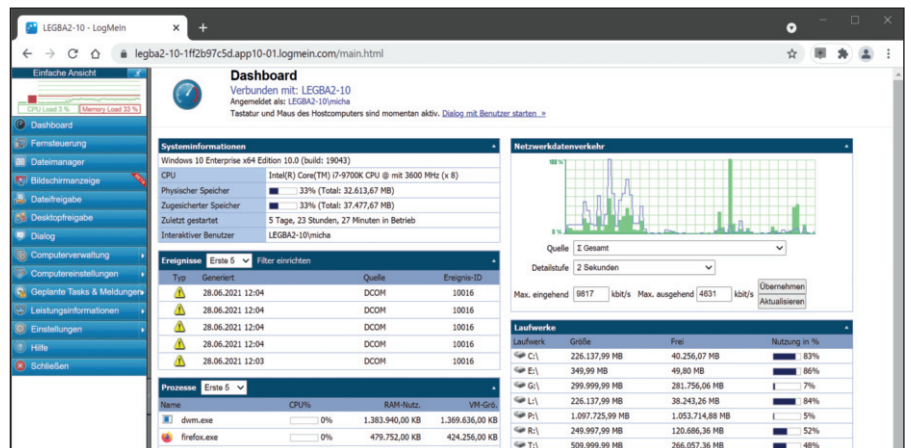 LEGBA2-10 - LogMeIn
legba2-10-1ff2b97c5d.app10-01.logmein.com/main.html
Einfache Ansicht
CPU Load 3 %
Memory Load 33 %
Dashboard
Fernsteuerung
Dateimanager
Bildschirmanzeige
Dateifreigabe
Desktopfreigabe
Dialog
Computerverwaltung
Computereinstellungen
Geplante Tasks & Meldungen
Leistungsinformationen
Einstellungen
Hilfe
Schließen
Dashboard
Verbunden mit: LEGBA2-10
Angemeldet als: LEGBA2-10\micha
Tastatur und Maus des Hostcomputers sind momentan aktiv. Dialog mit Benutzer starten »
Systeminformationen
Windows 10 Enterprise x64 Edition 10.0 (build: 19043)
CPU Intel(R) Core(TM) i7-9700K CPU @ mit 3600 MHz (x 8)
Physischer Speicher 33% (Total: 32.613,67 MB)
Zugesicherter Speicher 33% (Total: 37.477,67 MB)
Zuletzt gestartet 5 Tage, 23 Stunden, 27 Minuten in Betrieb
Interaktiver Benutzer LEGBA2-10\micha
Ereignisse Erste 5 Filter einrichten
Typ Generiert Quelle Ereignis-ID
28.06.2021 12:04 DCOM 10016
28.06.2021 12:04 DCOM 10016
28.06.2021 12:04 DCOM 10016
28.06.2021 12:04 DCOM 10016
28.06.2021 12:03 DCOM 10016
Prozesse Erste 5
Name CPU% RAM-Nutz. VM-Grö.
dwm.exe 0% 1.383.940,00 KB 1.369.636,00 KB
firefox.exe 0% 479.752,00 KB 424.256,00 KB
Netzwerkdatenverkehr
100 %
0 %
Quelle Σ Gesamt
Detailstufe 2 Sekunden
Max. eingehend 9817 kbit/s Max. ausgehend 4631 kbit/s
Übernehmen
Aktualisieren
Laufwerke
Laufwerk Größe Frei Nutzung in %
C:\ 226.137,99 MB 40.256,07 MB 83%
E:\ 349,99 MB 49,80 MB 86%
G:\ 299.999,99 MB 281.756,06 MB 7%
L:\ 226.137,99 MB 38.243,26 MB 84%
P:\ 1.097.725,99 MB 1.053.714,88 MB 5%
R:\ 249.997,99 MB 120.686,36 MB 52%
T:\ 509.999,99 MB 266.057,36 MB 48%